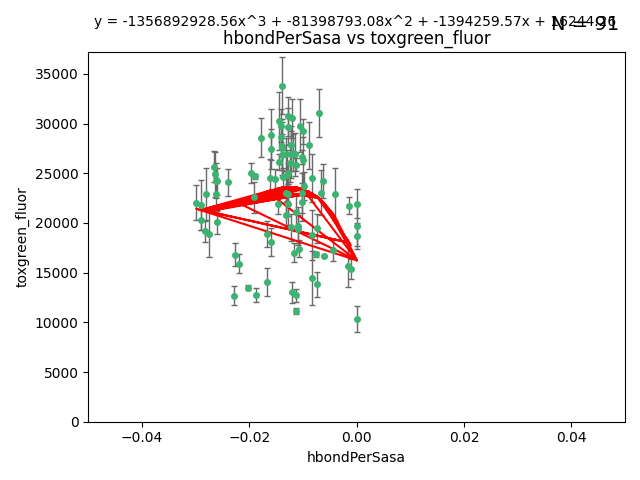 y = -1356892928.56x^3 + -81398793.08x^2 + -1394259.57x +
N = 91
hbondPerSasa vs toxgreen_fluor
35000
30000
25000
20000
15000
10000
5000
0
toxgreen_fluor
-0.04
-0.02
0.00
0.02
0.04
hbondPerSasa